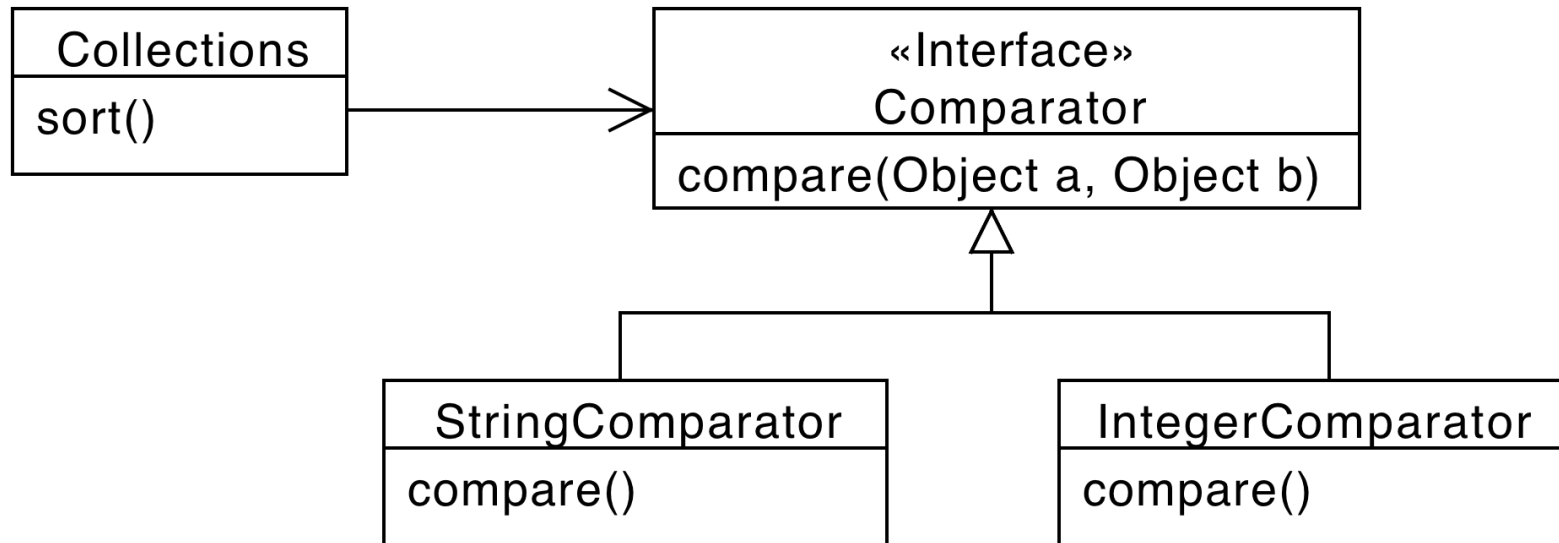 Collections
sort()
«Interface»
Comparator
compare(Object a, Object b)
StringComparator
compare()
IntegerComparator
compare()